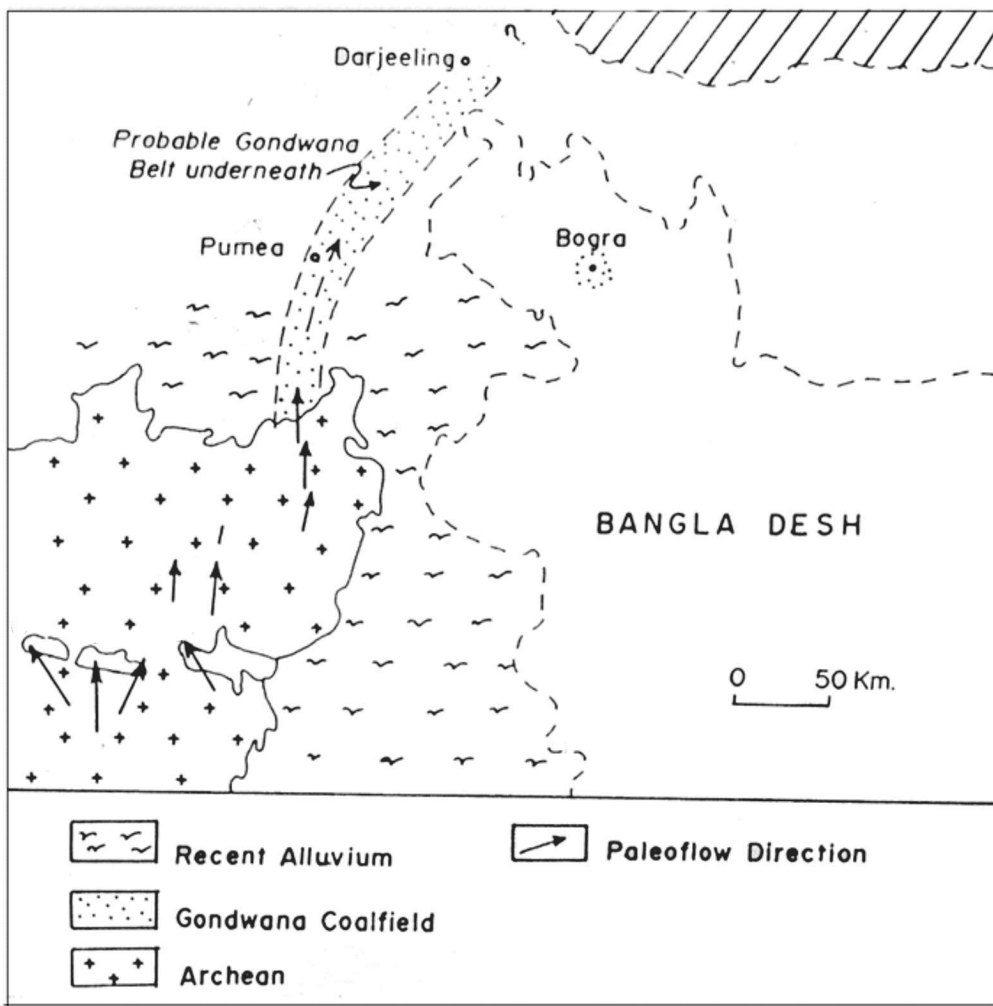 Darjeeling
Probable Gondwana
Belt underneath
Purnea
Bogra
BANGLA DESH
0 50 Km.
Recent Alluvium
Paleoflow Direction
Gondwana Coalfield
Archean